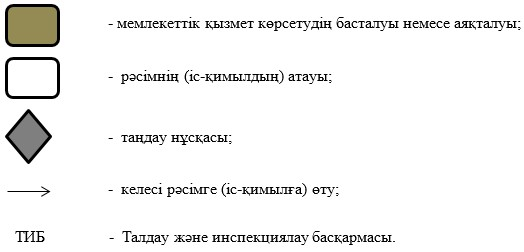 - мемлекеттік қызмет көрсетудің басталуы немесе аяқталуы;
- рәсімнің (іс-қимылдың) атауы;
- таңдау нұсқасы;
- келесі рәсімге (іс-қимылға) өту;
ТИБ - Талдау және инспекциялау басқармасы.